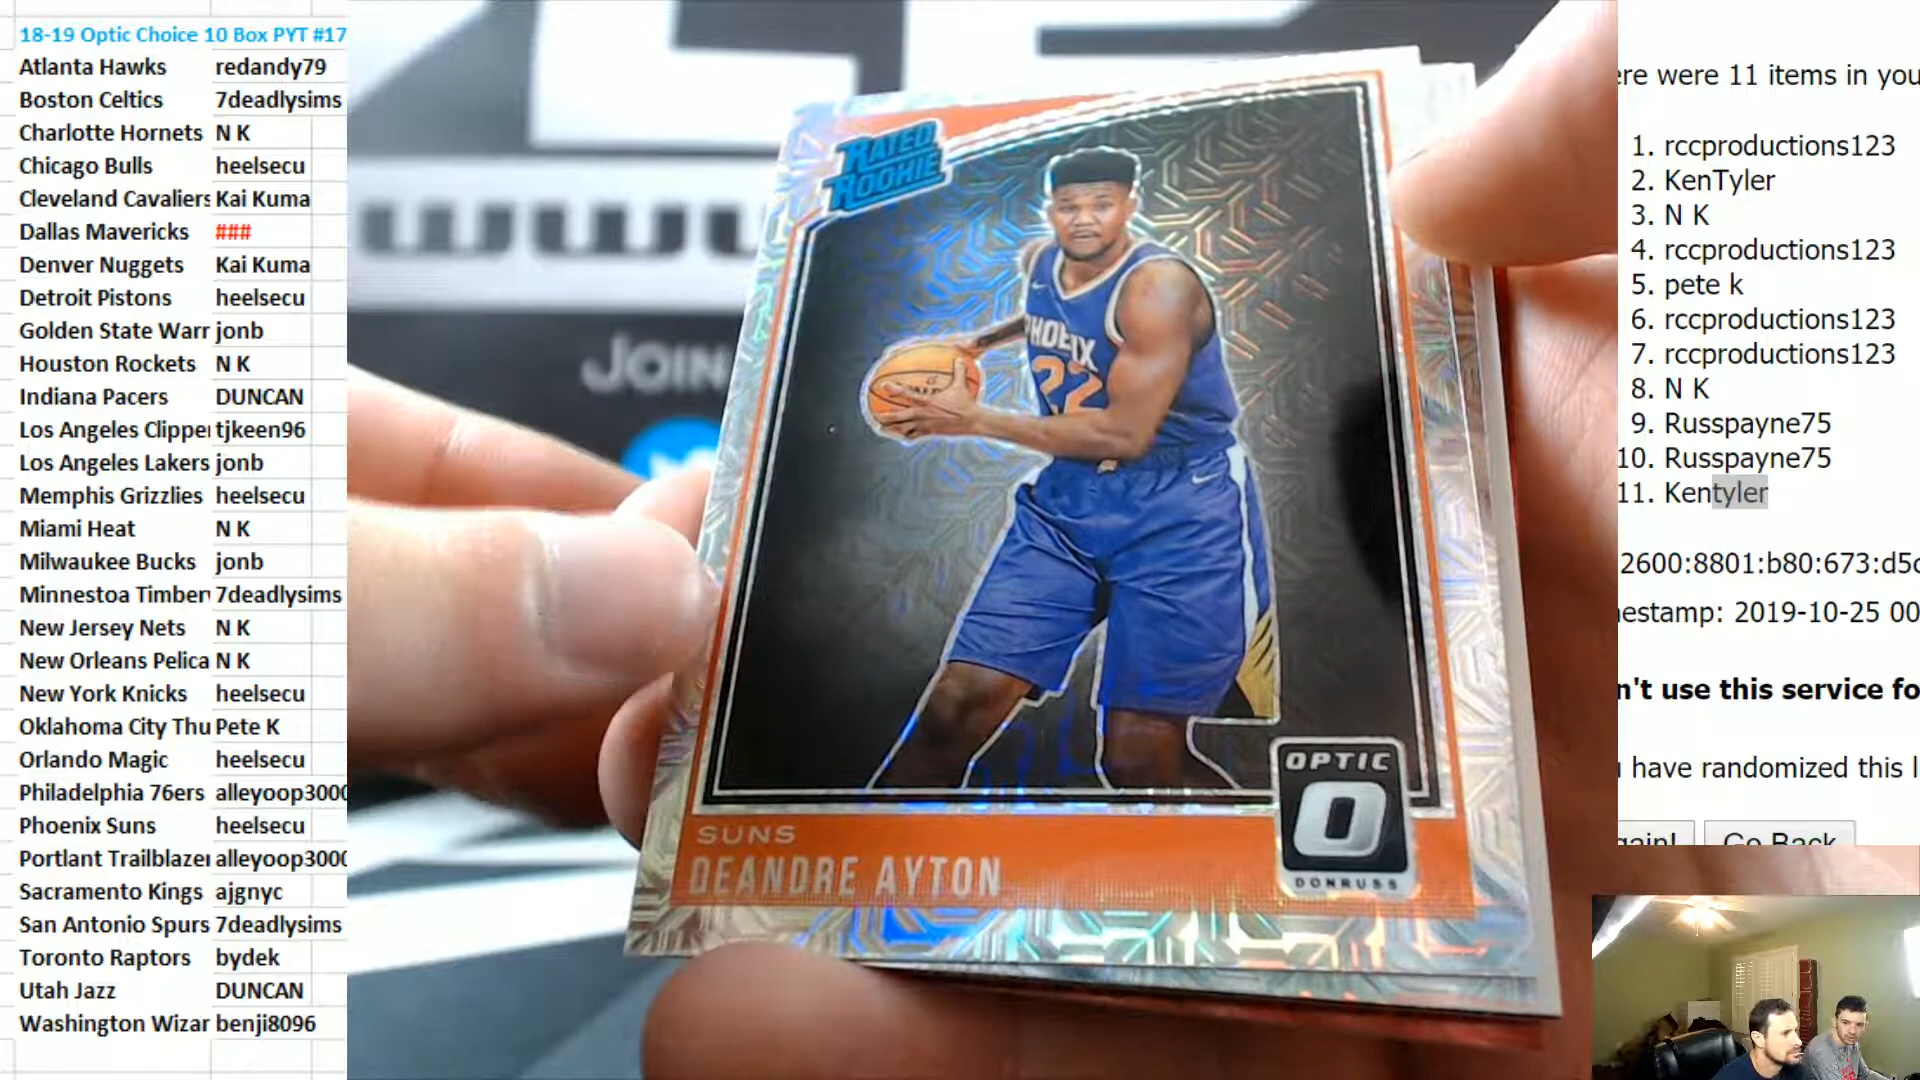 18-19 Optic Choice 10 Box PYT #17
Atlanta Hawks redandy79
Boston Celtics 7deadlysims
Charlotte Hornets N K
Chicago Bulls heelsecu
Cleveland Cavaliers Kai Kuma
Dallas Mavericks ###
Denver Nuggets Kai Kuma
Detroit Pistons heelsecu
Golden State Warr jonb
Houston Rockets N K
Indiana Pacers DUNCAN
Los Angeles Clipper tjkeen96
Los Angeles Lakers jonb
Memphis Grizzlies heelsecu
Miami Heat N K
Milwaukee Bucks jonb
Minnestoa Timber 7deadlysims
New Jersey Nets N K
New Orleans Pelica N K
New York Knicks heelsecu
Oklahoma City Thu Pete K
Orlando Magic heelsecu
Philadelphia 76ers alleyoop3000
Phoenix Suns heelsecu
Portlant Trailblazer alleyoop3000
Sacramento Kings ajgnyc
San Antonio Spurs 7deadlysims
Toronto Raptors bydek
Utah Jazz DUNCAN
Washington Wizar benji8096
www
JOIN
RATED
ROOKIE
PHOENIX
22
OPTIC
O
DONRUSS
SUNS
DEANDRE AYTON
ere were 11 items in you
1. rccproductions123
2. KenTyler
3. N K
4. rccproductions123
5. pete k
6. rccproductions123
7. rccproductions123
8. N K
9. Russpayne75
10. Russpayne75
11. Kentyler
2600:8801:b80:673:d5c
nestamp: 2019-10-25 00
n't use this service fo
have randomized this l
gain! Go Back